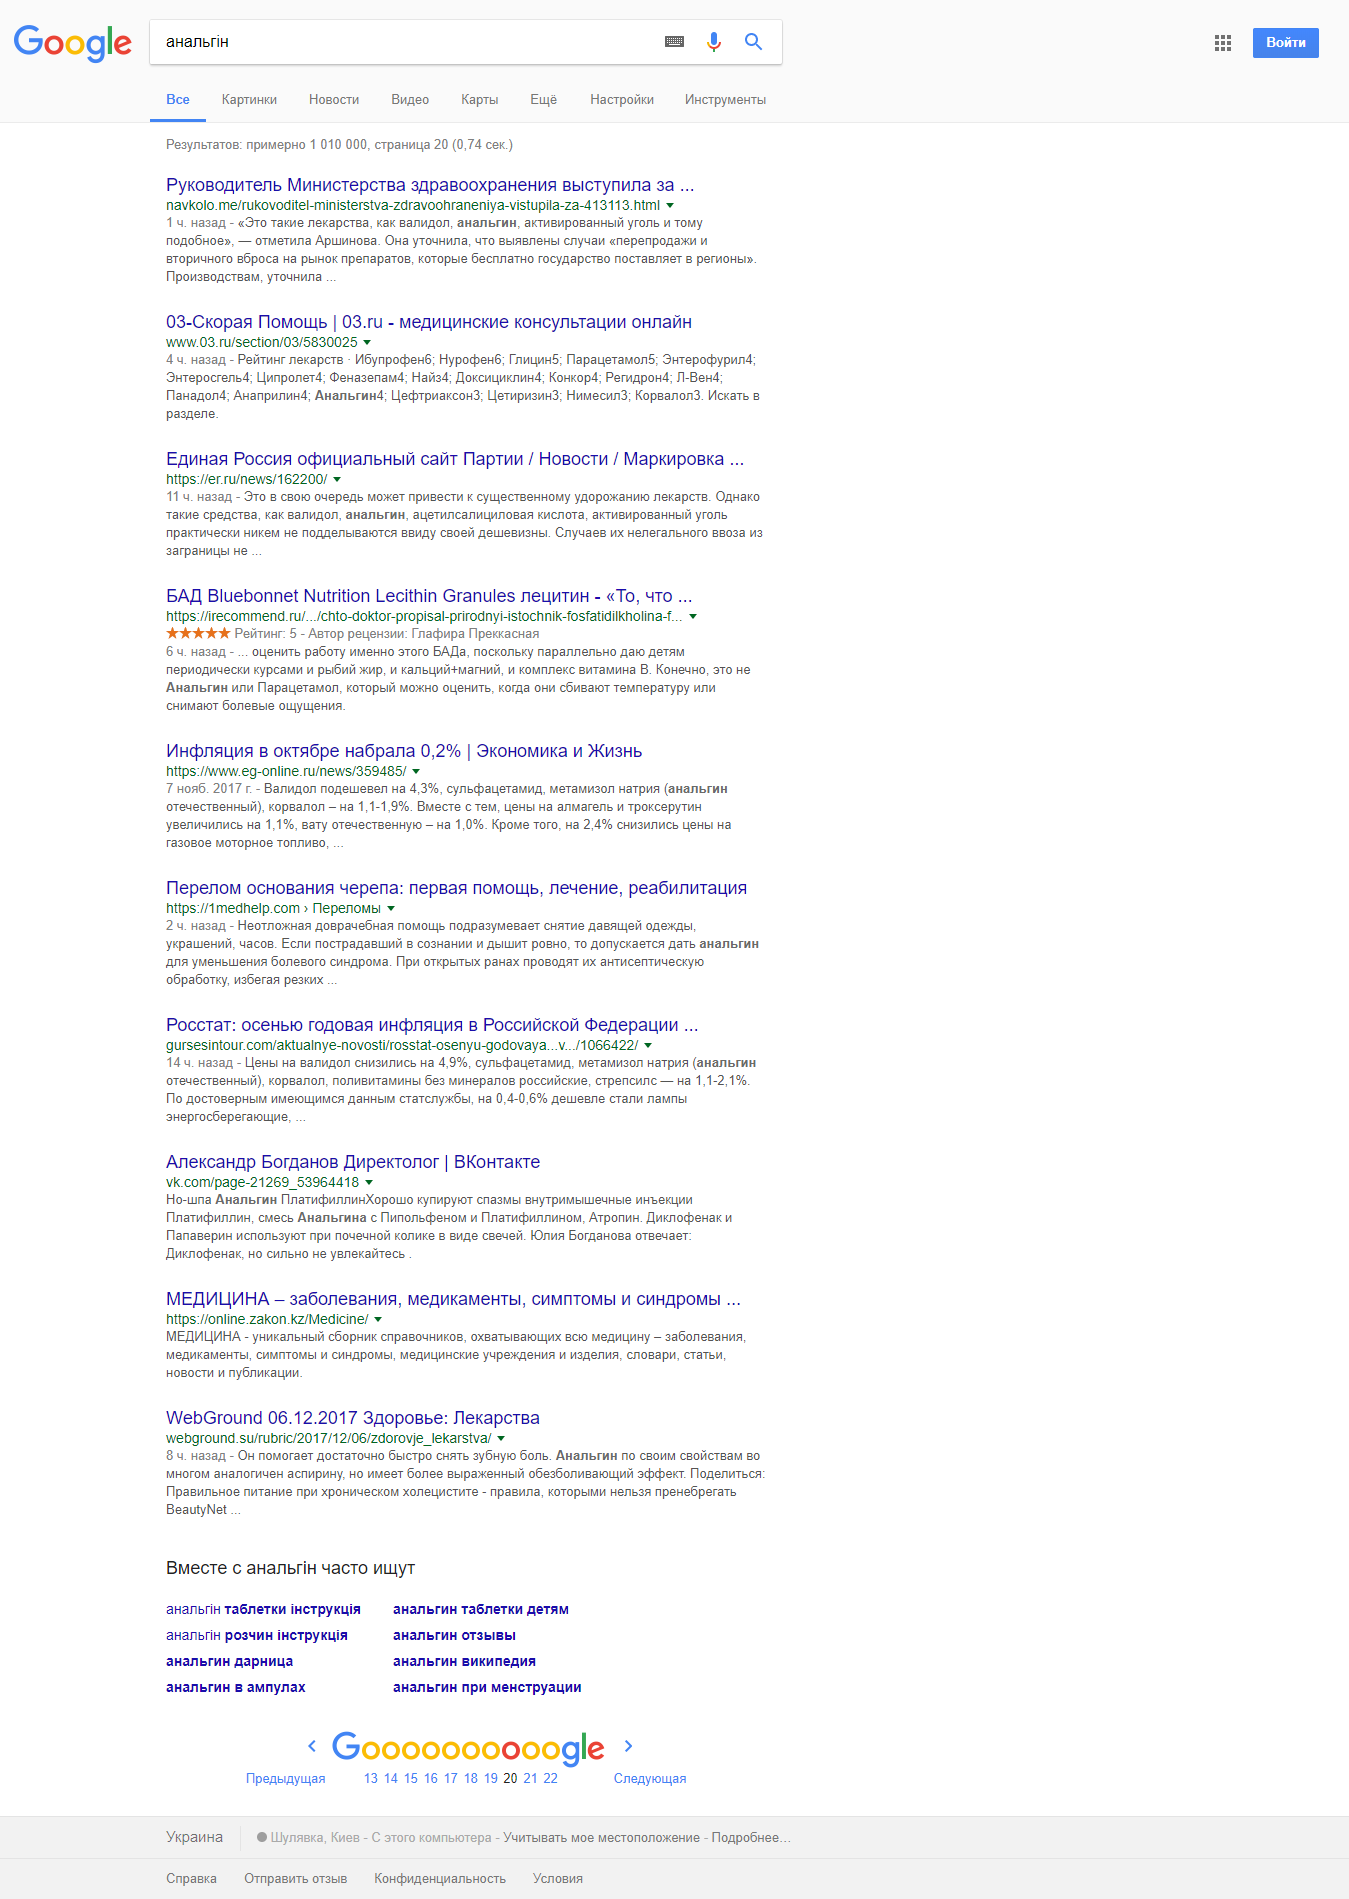 Google
анальгін
Войти
Все Картинки Новости Видео Карты Ещё Настройки Инструменты
Результатов: примерно 1 010 000, страница 20 (0,74 сек.)
Руководитель Министерства здравоохранения выступила за ...
navkolo.me/rukovoditel-ministerstva-zdravoohraneniya-vistupila-za-413113.html
1 ч. назад - «Это такие лекарства, как валидол, анальгин, активированный уголь и тому
подобное», — отметила Аршинова. Она уточнила, что выявлены случаи «перепродажи и
вторичного вброса на рынок препаратов, которые бесплатно государство поставляет в регионы».
Производствам, уточнила ...
03-Скорая Помощь | 03.ru - медицинские консультации онлайн
www.03.ru/section/03/5830025
4 ч. назад - Рейтинг лекарств · Ибупрофен6; Нурофен6; Глицин5; Парацетамол5; Энтерофурил4;
Энтеросгель4; Ципролет4; Феназепам4; Найз4; Доксициклин4; Конкор4; Регидрон4; Л-Вен4;
Панадол4; Анаприлин4; Анальгин4; Цефтриаксон3; Цетиризин3; Нимесил3; Корвалол3. Искать в
разделе.
Единая Россия официальный сайт Партии / Новости / Маркировка ...
https://er.ru/news/162200/
11 ч. назад - Это в свою очередь может привести к существенному удорожанию лекарств. Однако
такие средства, как валидол, анальгин, ацетилсалициловая кислота, активированный уголь
практически никем не подделываются ввиду своей дешевизны. Случаев их нелегального ввоза из
заграницы не ...
БАД Bluebonnet Nutrition Lecithin Granules лецитин - «То, что ...
https://irecommend.ru/.../chto-doktor-propisal-prirodnyi-istochnik-fosfatidilkholina-f...
Рейтинг: 5 - Автор рецензии: Глафира Преккасная
6 ч. назад - ... оценить работу именно этого БАДа, поскольку параллельно даю детям
периодически курсами и рыбий жир, и кальций+магний, и комплекс витамина В. Конечно, это не
Анальгин или Парацетамол, который можно оценить, когда они сбивают температуру или
снимают болевые ощущения.
Инфляция в октябре набрала 0,2% | Экономика и Жизнь
https://www.eg-online.ru/news/359485/
7 нояб. 2017 г. - Валидол подешевел на 4,3%, сульфацетамид, метамизол натрия (анальгин
отечественный), корвалол – на 1,1-1,9%. Вместе с тем, цены на алмагель и троксерутин
увеличились на 1,1%, вату отечественную – на 1,0%. Кроме того, на 2,4% снизились цены на
газовое моторное топливо, ...
Перелом основания черепа: первая помощь, лечение, реабилитация
https://1medhelp.com › Переломы
2 ч. назад - Неотложная доврачебная помощь подразумевает снятие давящей одежды,
украшений, часов. Если пострадавший в сознании и дышит ровно, то допускается дать анальгин
для уменьшения болевого синдрома. При открытых ранах проводят их антисептическую
обработку, избегая резких ...
Росстат: осенью годовая инфляция в Российской Федерации ...
gursesintour.com/aktualnye-novosti/rosstat-osenyu-godovaya...v.../1066422/
14 ч. назад - Цены на валидол снизились на 4,9%, сульфацетамид, метамизол натрия (анальгин
отечественный), корвалол, поливитамины без минералов российские, стрепсилс — на 1,1-2,1%.
По достоверным имеющимся данным статслужбы, на 0,4-0,6% дешевле стали лампы
энергосберегающие, ...
Александр Богданов Директолог | ВКонтакте
vk.com/page-21269_53964418
Но-шпа Анальгин ПлатифиллинХорошо купируют спазмы внутримышечные инъекции
Платифиллин, смесь Анальгина с Пипольфеном и Платифиллином, Атропин. Диклофенак и
Папаверин используют при почечной колике в виде свечей. Юлия Богданова отвечает:
Диклофенак, но сильно не увлекайтесь .
МЕДИЦИНА – заболевания, медикаменты, симптомы и синдромы ...
https://online.zakon.kz/Medicine/
МЕДИЦИНА - уникальный сборник справочников, охватывающих всю медицину – заболевания,
медикаменты, симптомы и синдромы, медицинские учреждения и изделия, словари, статьи,
новости и публикации.
WebGround 06.12.2017 Здоровье: Лекарства
webground.su/rubric/2017/12/06/zdorovje_lekarstva/
8 ч. назад - Он помогает достаточно быстро снять зубную боль. Анальгин по своим свойствам во
многом аналогичен аспирину, но имеет более выраженный обезболивающий эффект. Поделиться:
Правильное питание при хроническом холецистите - правила, которыми нельзя пренебрегать
BeautyNet ...
Вместе с анальгін часто ищут
анальгін таблетки інструкція анальгин таблетки детям
анальгін розчин інструкція анальгин отзывы
анальгин дарница анальгин википедия
анальгин в ампулах анальгин при менструации
Goooooooooogle
Предыдущая 13 14 15 16 17 18 19 20 21 22 Следующая
Украина Шулявка, Киев - С этого компьютера - Учитывать мое местоположение - Подробнее...
Справка Отправить отзыв Конфиденциальность Условия